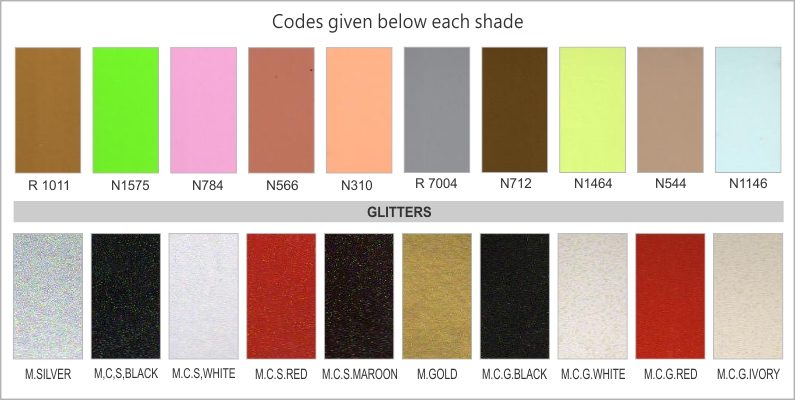 Codes given below each shade
R 1011 N1575 N784 N566 N310 R 7004 N712 N1464 N544 N1146
GLITTERS
M.SILVER M,C,S,BLACK M.C.S,WHITE M.C.S.RED M.C.S.MAROON M.GOLD M.C.G.BLACK M.C.G.WHITE M.C.G.RED M.C.G.IVORY